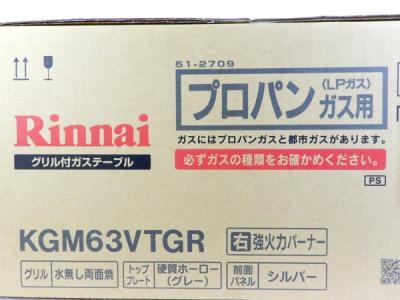 51-2709
プロパン〈LPガス〉ガス用
Rinnai
グリル付ガステーブル
ガスにはプロパンガスと都市ガスがあります。
必ずガスの種類をお確かめください。
PS
KGM63VTGR
右強火力バーナー
グリル 水無し両面焼
トッププレート 硬質ホーロー(グレー)
前面パネル シルバー